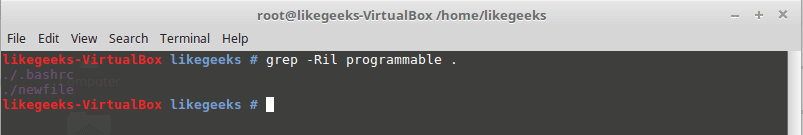 root@likegeeks-VirtualBox /home/likegeeks
File Edit View Search Terminal Help
likegeeks-VirtualBox likegeeks # grep -Ril programmable .
./.bashrc
./newfile
likegeeks-VirtualBox likegeeks #